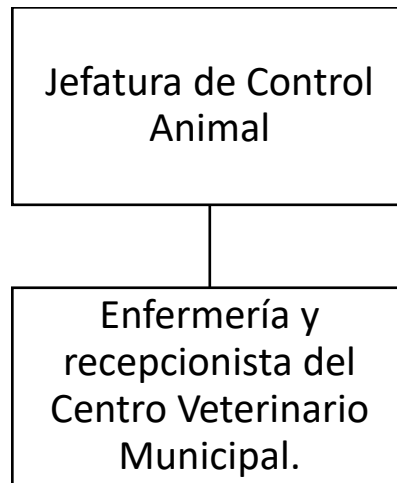 Jefatura de Control
Animal
Enfermería y
recepcionista del
Centro Veterinario
Municipal.